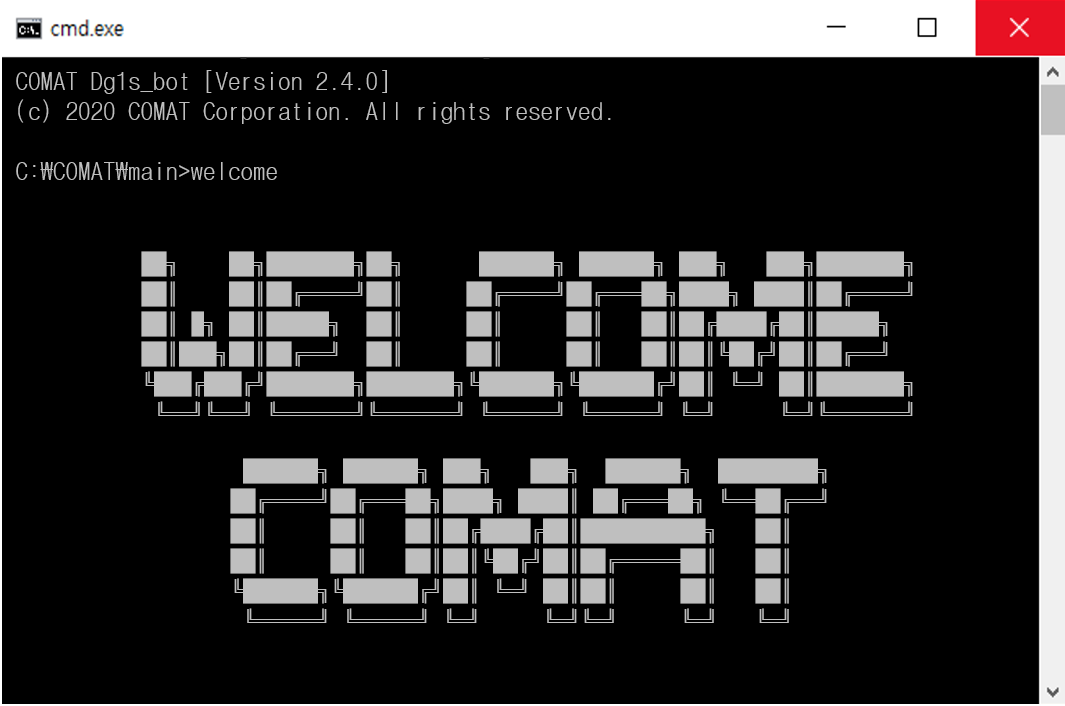 cmd.exe
COMAT Dg1s_bot [Version 2.4.0]
(c) 2020 COMAT Corporation. All rights reserved.
C:₩COMAT₩main>welcome
WELCOME
COMAT